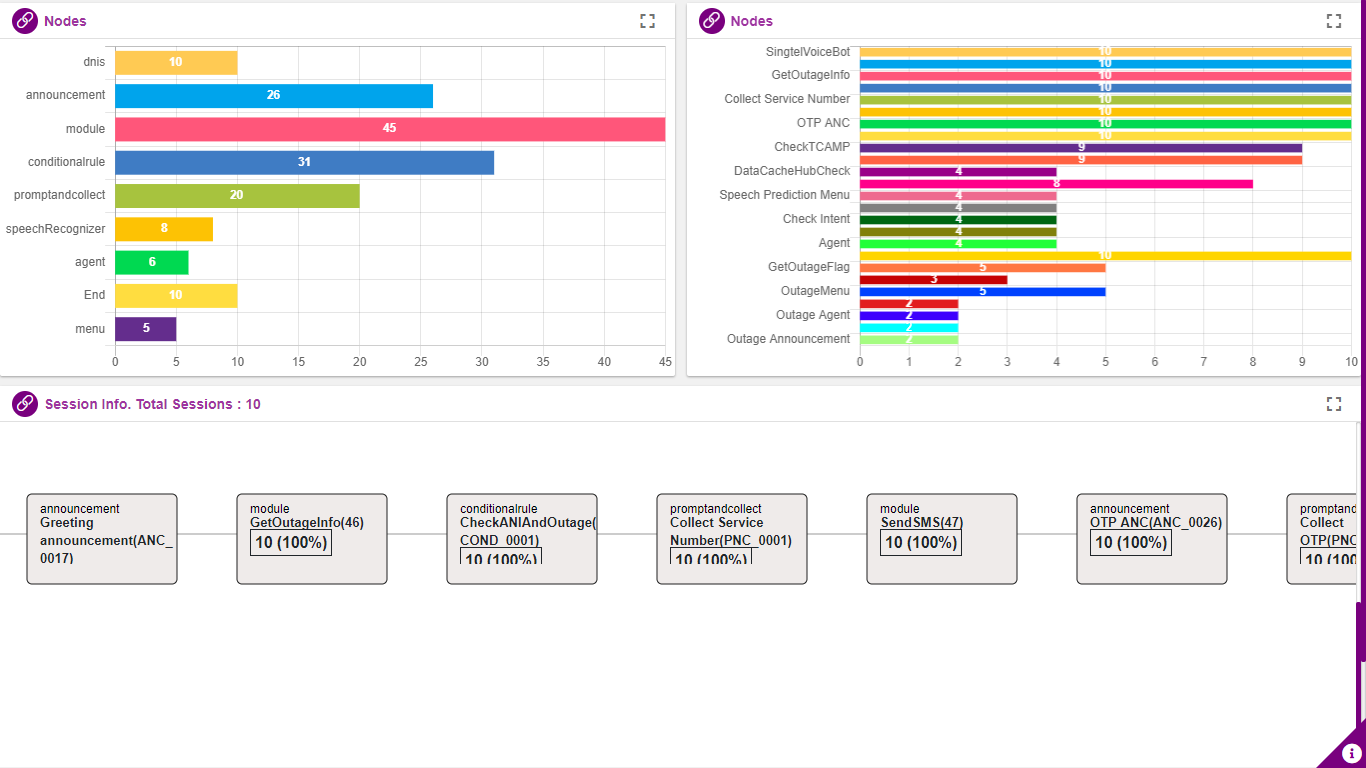 Nodes
dnis 10
announcement 26
module 45
conditionalrule 31
promptandcollect 20
speechRecognizer 8
agent 6
End 10
menu 5
0 5 10 15 20 25 30 35 40 45
Nodes
SingtelVoiceBot 10
10
GetOutageInfo 10
10
Collect Service Number 10
10
OTP ANC 10
10
CheckTCAMP 9
9
DataCacheHubCheck 4
8
Speech Prediction Menu 4
4
Check Intent 4
4
Agent 4
10
GetOutageFlag 5
3
OutageMenu 5
2
Outage Agent 2
2
Outage Announcement 2
0 1 2 3 4 5 6 7 8 9 10
Session Info. Total Sessions : 10
announcement
Greeting
announcement(ANC_
0017)
module
GetOutageInfo(46)
10 (100%)
conditionalrule
CheckANIAndOutage(
COND_0001)
10 (100%)
promptandcollect
Collect Service
Number(PNC_0001)
10 (100%)
module
SendSMS(47)
10 (100%)
announcement
OTP ANC(ANC_0026)
10 (100%)
promptand
Collect
OTP(PNC
10 (100